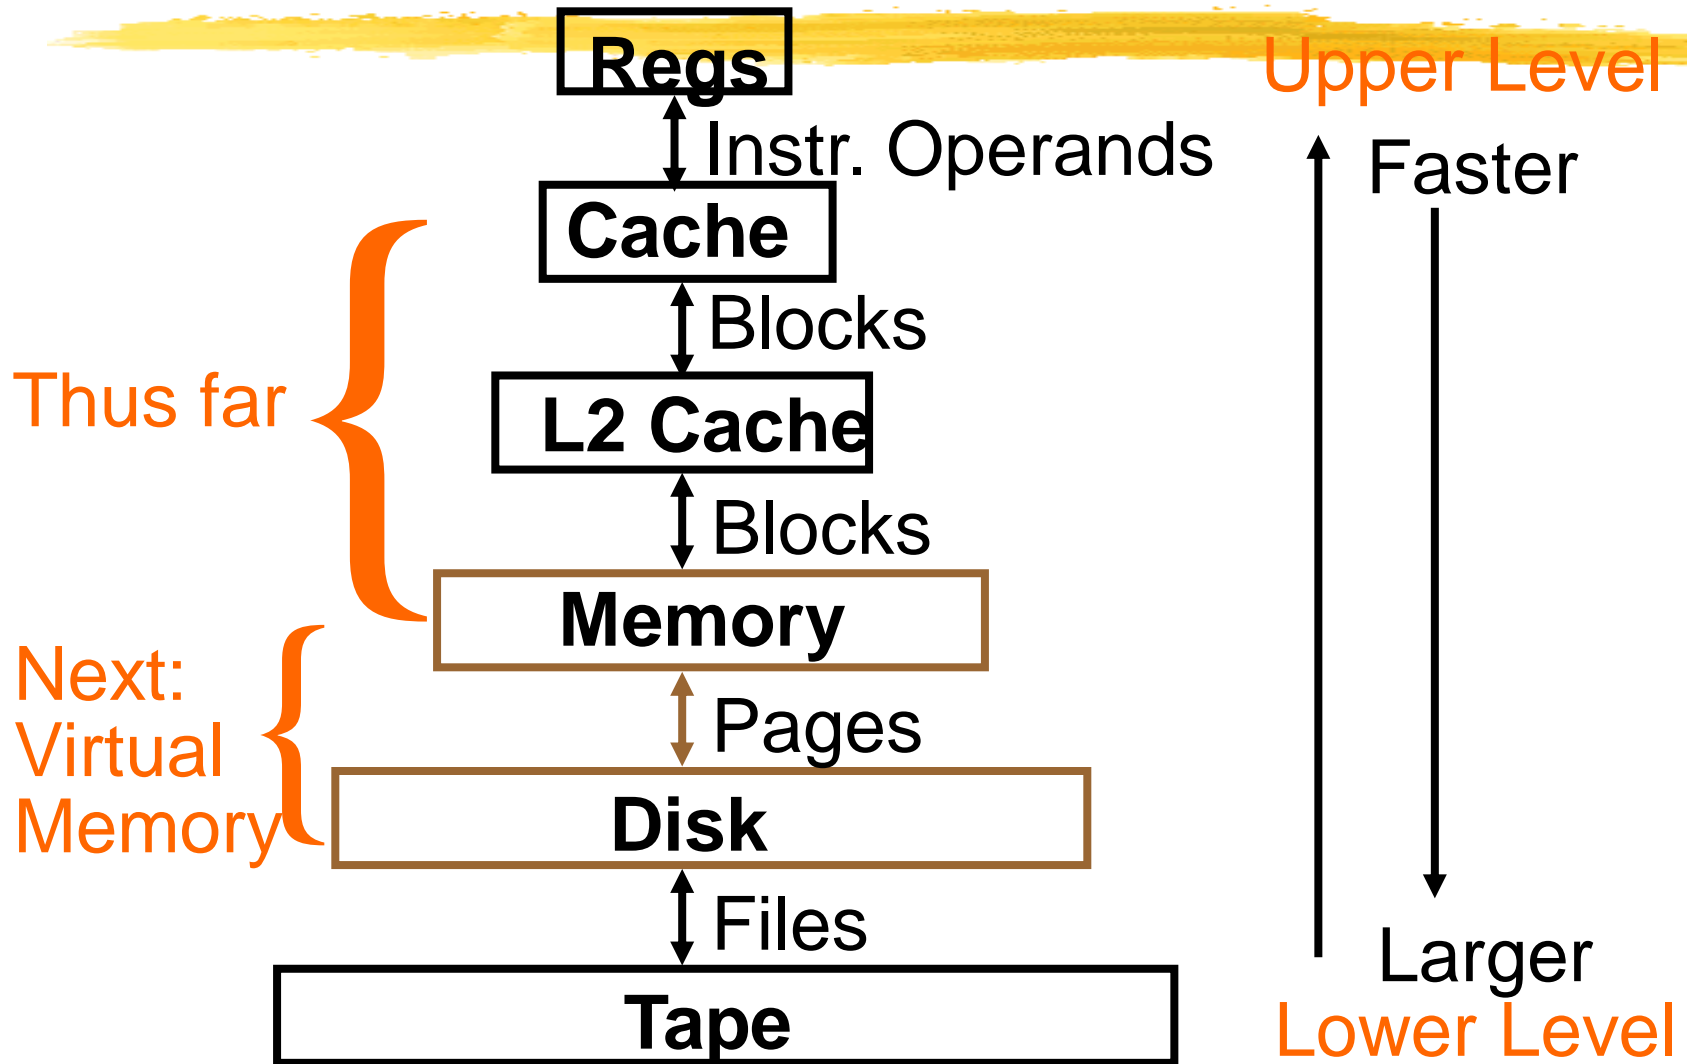 Regs
Upper Level
Instr. Operands
Faster
Cache
Blocks
Thus far
L2 Cache
Blocks
Memory
Next:
Virtual
Memory
Pages
Disk
Files
Larger
Tape
Lower Level